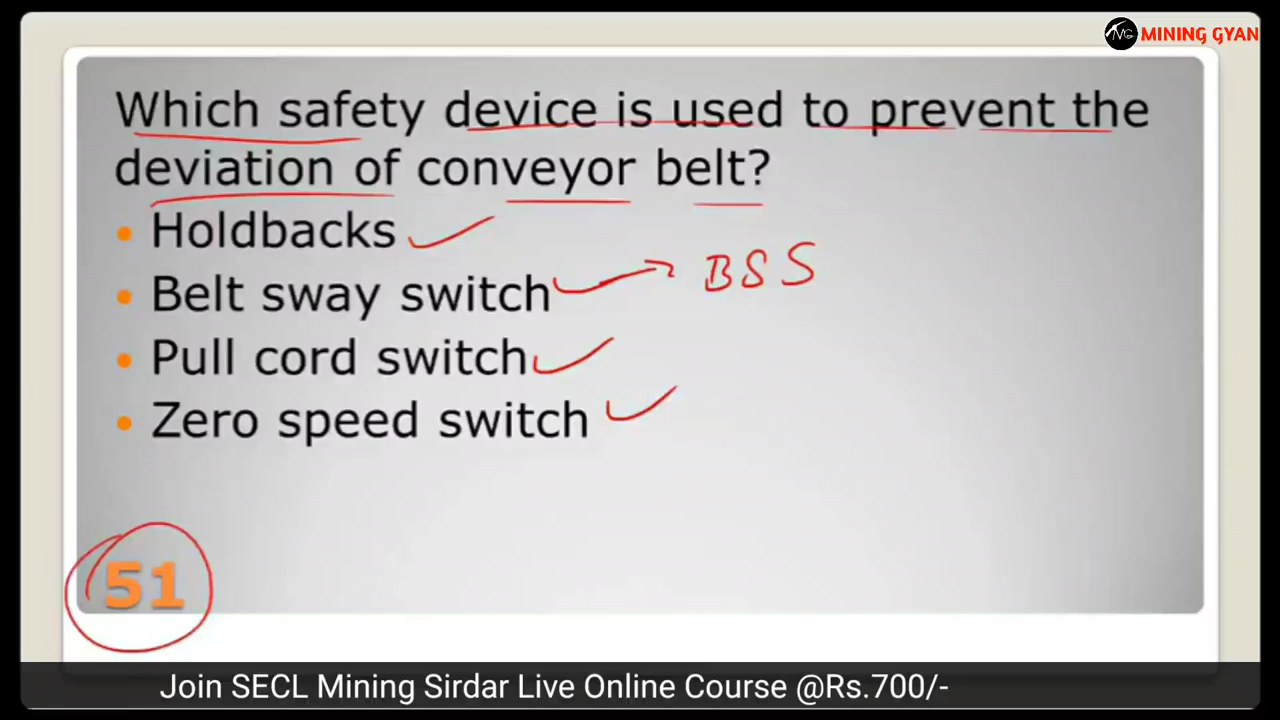 MINING GYAN
Which safety device is used to prevent the
deviation of conveyor belt?
• Holdbacks
• Belt sway switch → BSS
• Pull cord switch
• Zero speed switch
51
Join SECL Mining Sirdar Live Online Course @Rs.700/-